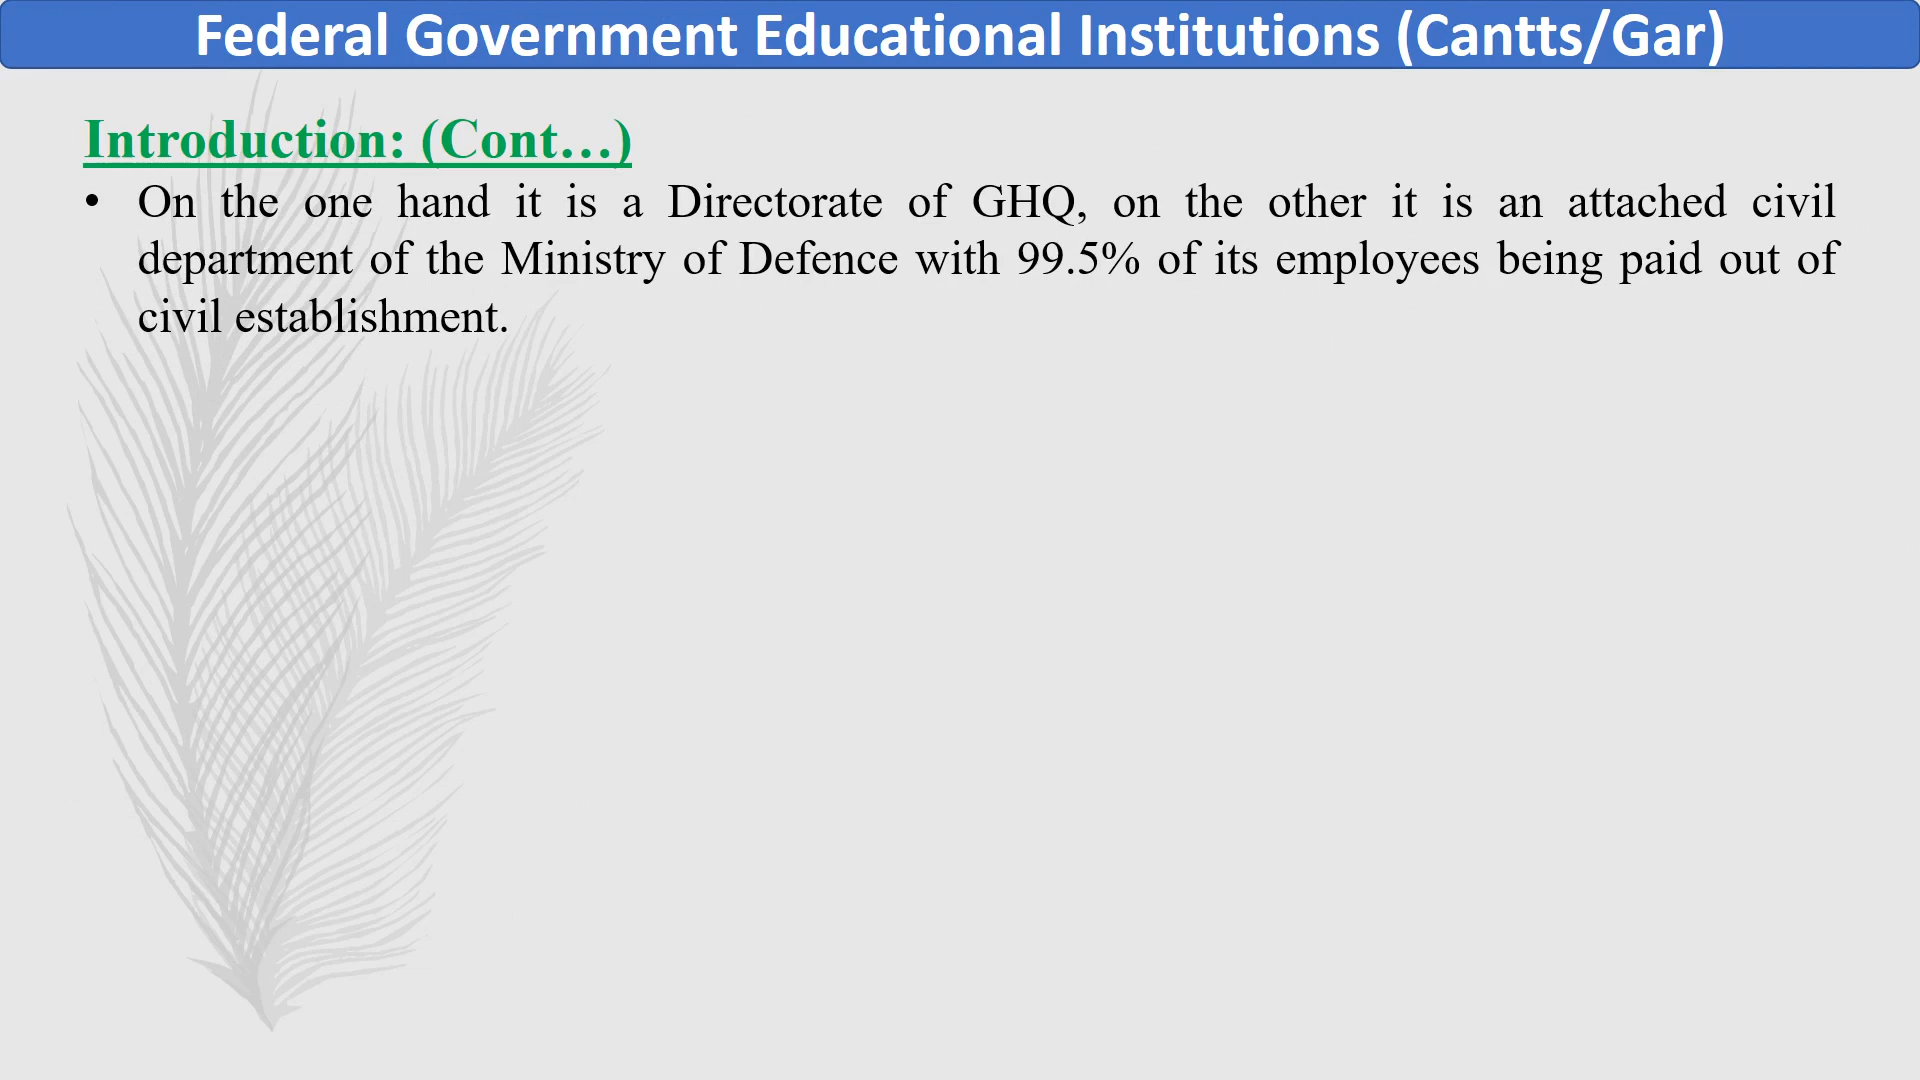 Federal Government Educational Institutions (Cantts/Gar)
Introduction: (Cont…)
• On the one hand it is a Directorate of GHQ, on the other it is an attached civil
department of the Ministry of Defence with 99.5% of its employees being paid out of
civil establishment.